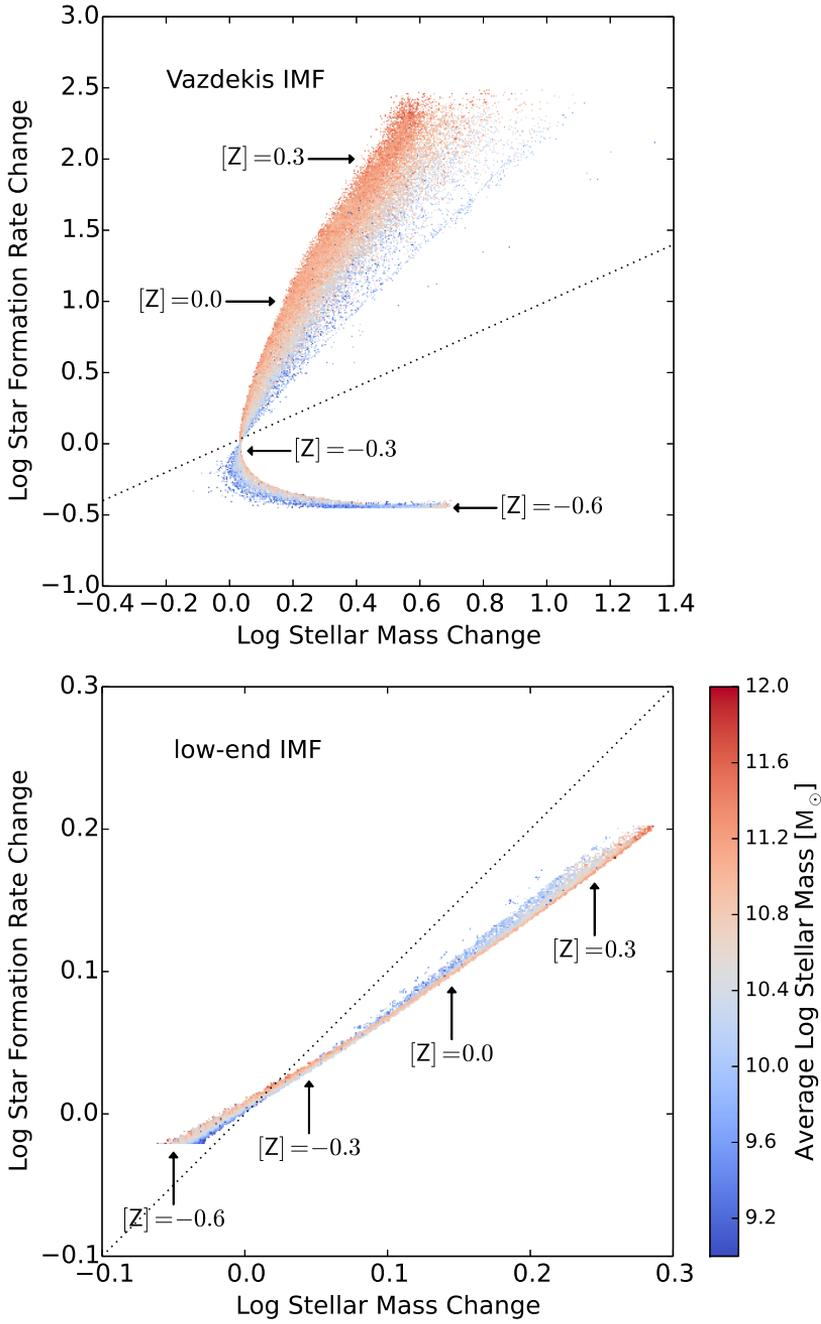 3.0
2.5
2.0
1.5
1.0
0.5
0.0
−0.5
−1.0
Log Star Formation Rate Change
Vazdekis IMF
[Z]=0.3
[Z]=0.0
[Z]=−0.3
[Z]=−0.6
−0.4 −0.2 0.0 0.2 0.4 0.6 0.8 1.0 1.2 1.4
Log Stellar Mass Change
0.3
0.2
0.1
0.0
−0.1
Log Star Formation Rate Change
low-end IMF
[Z]=0.3
[Z]=0.0
[Z]=−0.3
[Z]=−0.6
−0.1 0.0 0.1 0.2 0.3
Log Stellar Mass Change
12.0
11.6
11.2
10.8
10.4
10.0
9.6
9.2
Average Log Stellar Mass [M☉]